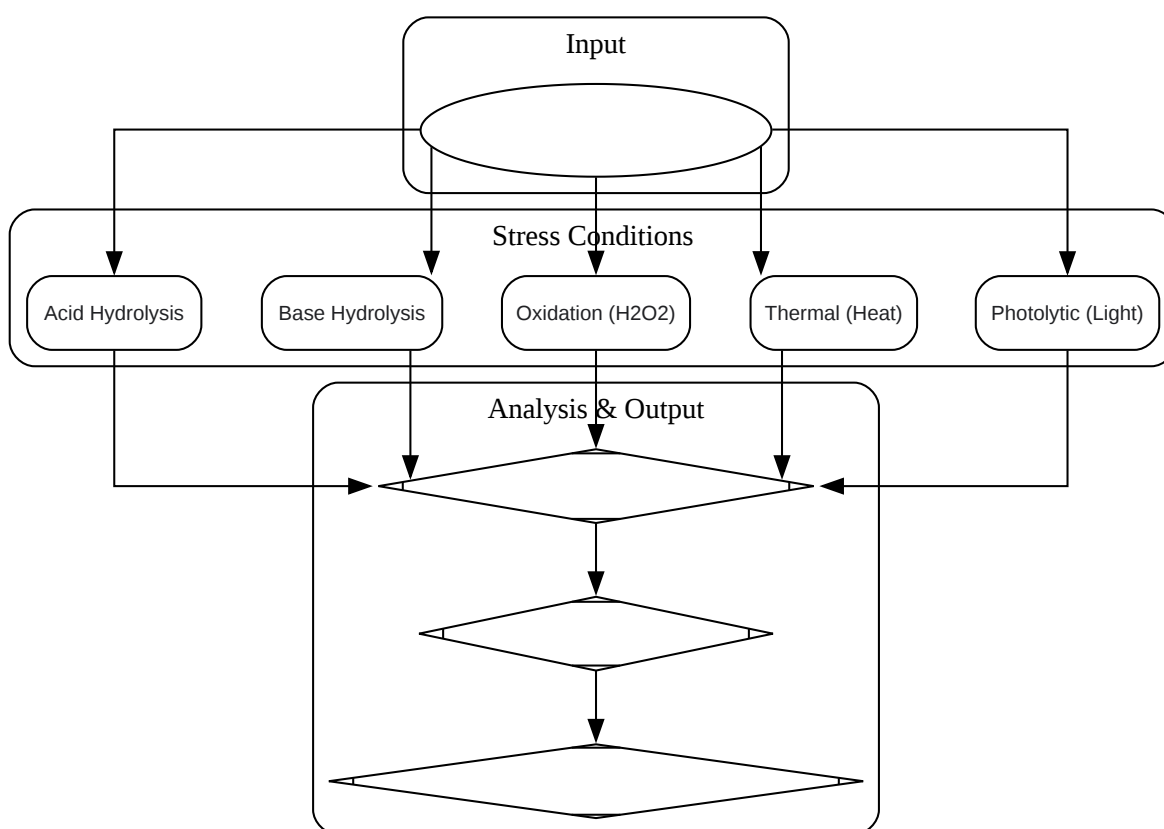 Input
Stress Conditions
Acid Hydrolysis
Base Hydrolysis
Oxidation (H2O2)
Thermal (Heat)
Photolytic (Light)
Analysis & Output